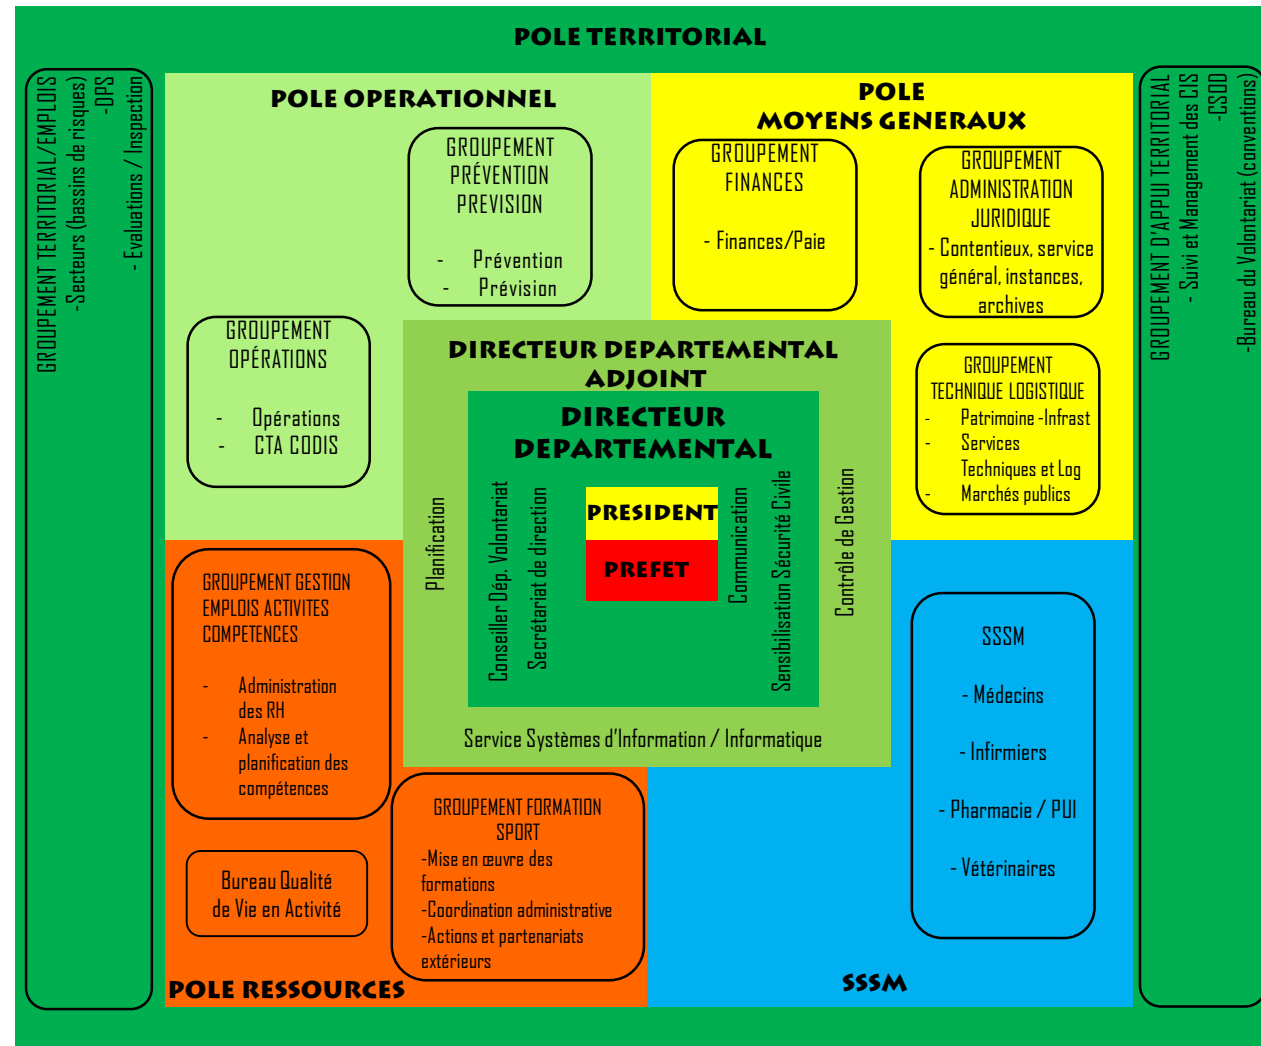 POLE TERRITORIAL
GROUPEMENT TERRITORIAL/EMPLOIS
-Secteurs (bassins de risques)
-DPS
- Evaluations / Inspection
POLE OPERATIONNEL
GROUPEMENT
PRÉVENTION
PREVISION
- Prévention
- Prévision
GROUPEMENT
OPÉRATIONS
- Opérations
- CTA CODIS
POLE
MOYENS GENERAUX
GROUPEMENT
FINANCES
- Finances/Paie
GROUPEMENT
ADMINISTRATION
JURIDIQUE
- Contentieux, service
général, instances,
archives
GROUPEMENT
TECHNIQUE LOGISTIQUE
- Patrimoine -Infrast
- Services
Techniques et Log
- Marchés publics
GROUPEMENT D'APPUI TERRITORIAL
- Suivi et Management des CIS
-CSOD
-Bureau du Volontariat (conventions)
DIRECTEUR DEPARTEMENTAL
ADJOINT
DIRECTEUR
DEPARTEMENTAL
Planification
Conseiller Dép. Volontariat
Secrétariat de direction
PRESIDENT
PREFET
Communication
Sensibilisation Sécurité Civile
Contrôle de Gestion
Service Systèmes d'Information / Informatique
GROUPEMENT GESTION
EMPLOIS ACTIVITES
COMPETENCES
- Administration
des RH
- Analyse et
planification des
compétences
Bureau Qualité
de Vie en Activité
GROUPEMENT FORMATION
SPORT
-Mise en œuvre des
formations
-Coordination administrative
-Actions et partenariats
extérieurs
POLE RESSOURCES
SSSM
- Médecins
- Infirmiers
- Pharmacie / PUI
- Vétérinaires
SSSM